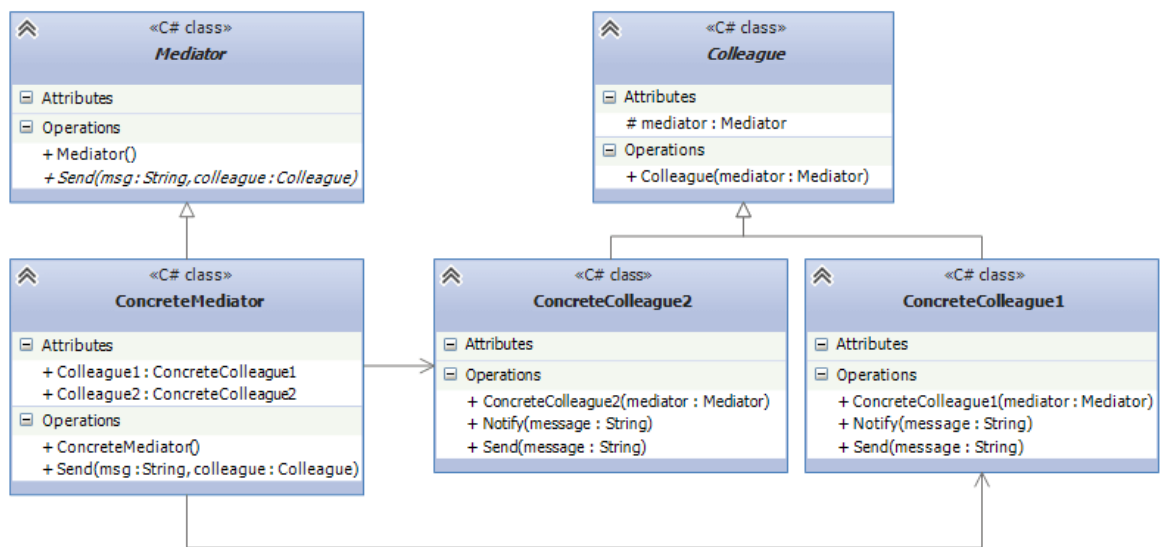 «C# class»
Mediator
Attributes
Operations
+ Mediator()
+ Send(msg : String, colleague : Colleague)
«C# class»
Colleague
Attributes
# mediator : Mediator
Operations
+ Colleague(mediator : Mediator)
«C# class»
ConcreteMediator
Attributes
+ Colleague1 : ConcreteColleague1
+ Colleague2 : ConcreteColleague2
Operations
+ ConcreteMediator()
+ Send(msg : String, colleague : Colleague)
«C# class»
ConcreteColleague2
Attributes
Operations
+ ConcreteColleague2(mediator : Mediator)
+ Notify(message : String)
+ Send(message : String)
«C# class»
ConcreteColleague1
Attributes
Operations
+ ConcreteColleague1(mediator : Mediator)
+ Notify(message : String)
+ Send(message : String)